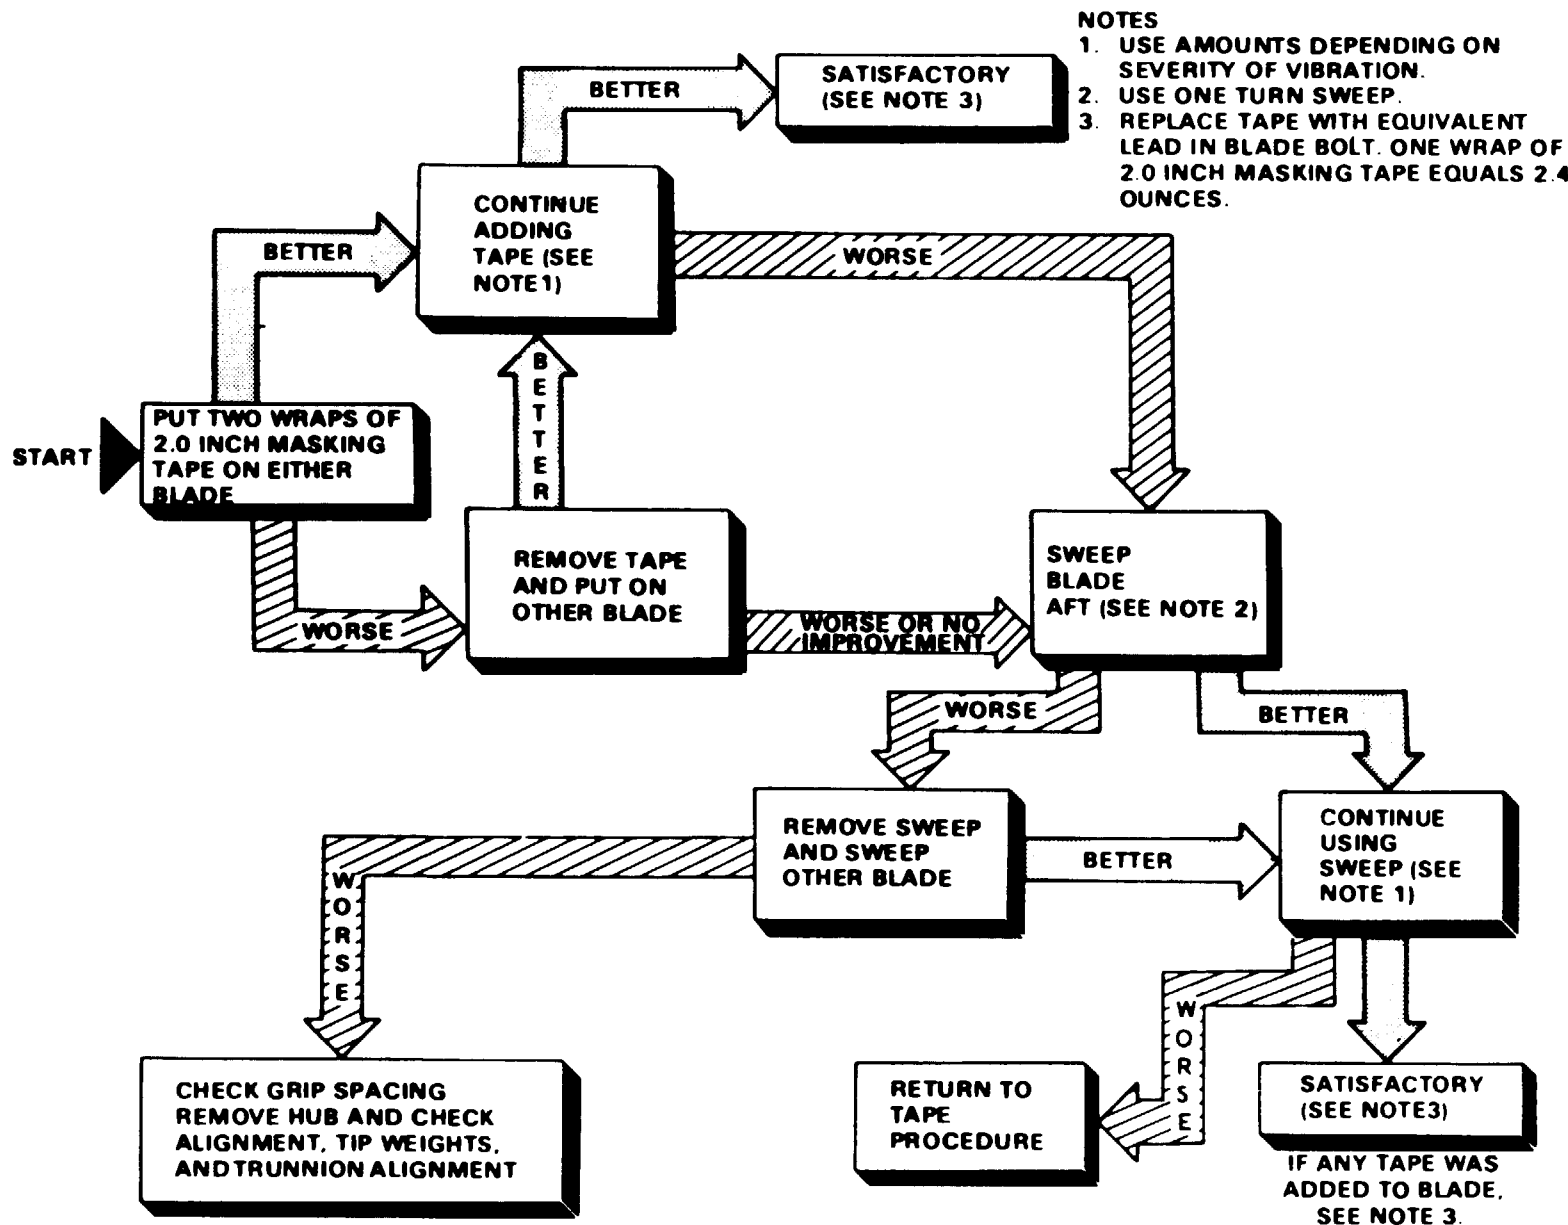 NOTES
1. USE AMOUNTS DEPENDING ON
SEVERITY OF VIBRATION.
2. USE ONE TURN SWEEP.
3. REPLACE TAPE WITH EQUIVALENT
LEAD IN BLADE BOLT. ONE WRAP OF
2.0 INCH MASKING TAPE EQUALS 2.4
OUNCES.
BETTER
SATISFACTORY
(SEE NOTE 3)
CONTINUE
ADDING
TAPE (SEE
NOTE 1)
BETTER
WORSE
BETTER
START
PUT TWO WRAPS OF
2.0 INCH MASKING
TAPE ON EITHER
BLADE
WORSE
REMOVE TAPE
AND PUT ON
OTHER BLADE
WORSE OR NO
IMPROVEMENT
SWEEP
BLADE
AFT (SEE NOTE 2)
WORSE
BETTER
REMOVE SWEEP
AND SWEEP
OTHER BLADE
BETTER
CONTINUE
USING
SWEEP (SEE
NOTE 1)
WORSE
WORSE
CHECK GRIP SPACING
REMOVE HUB AND CHECK
ALIGNMENT, TIP WEIGHTS,
AND TRUNNION ALIGNMENT
RETURN TO
TAPE
PROCEDURE
SATISFACTORY
(SEE NOTE3)
IF ANY TAPE WAS
ADDED TO BLADE,
SEE NOTE 3.